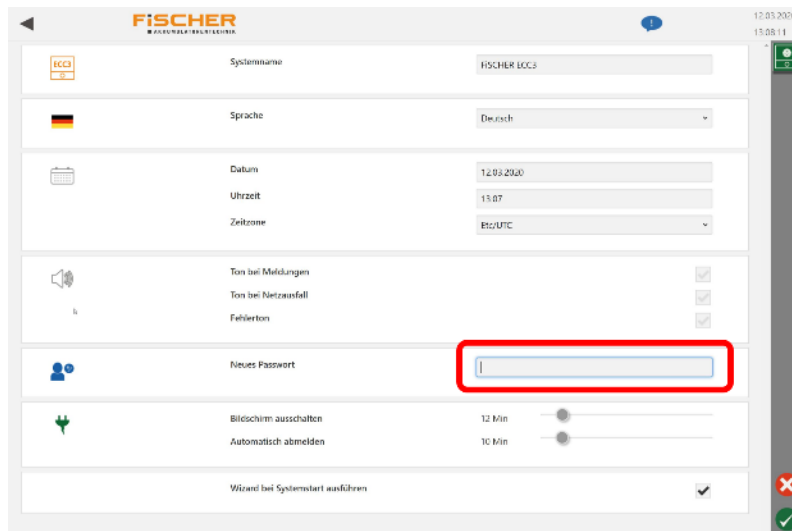 FiSCHER
AKKUMULATORENTECHNIK
12.03.2020
13:08:11
ECC3
Systemname
FISCHER ECC3
Sprache
Deutsch
Datum
12.03.2020
Uhrzeit
13:07
Zeitzone
Etc/UTC
Ton bei Meldungen
Ton bei Netzausfall
Fehlerton
Neues Passwort
Bildschirm ausschalten
12 Min
Automatisch abmelden
10 Min
Wizard bei Systemstart ausführen